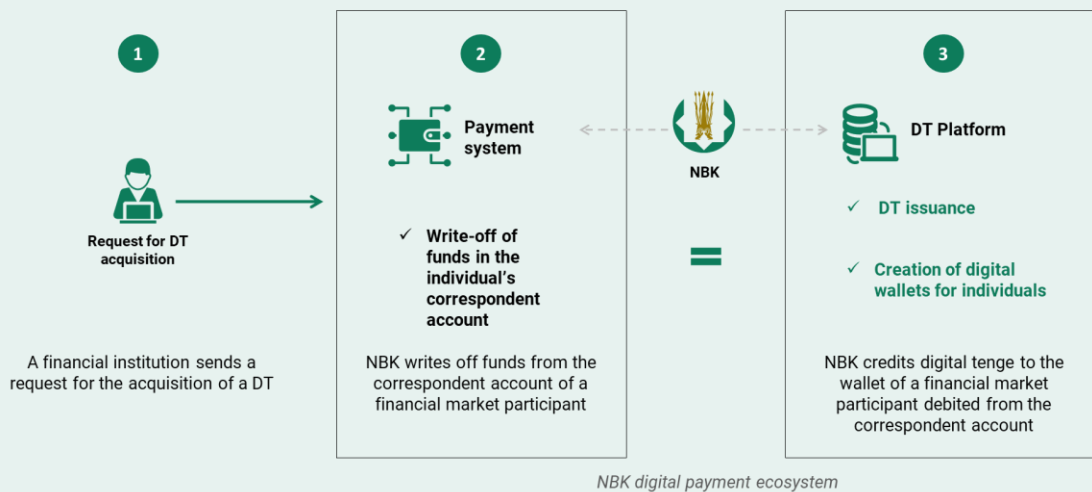 1
Request for DT
acquisition
A financial institution sends a
request for the acquisition of a DT
2
Payment
system
✓ Write-off of
funds in the
individual's
correspondent
account
NBK writes off funds from the
correspondent account of a
financial market participant
NBK
=
3
DT Platform
✓ DT issuance
✓ Creation of digital
wallets for individuals
NBK credits digital tenge to the
wallet of a financial market
participant debited from the
correspondent account
NBK digital payment ecosystem